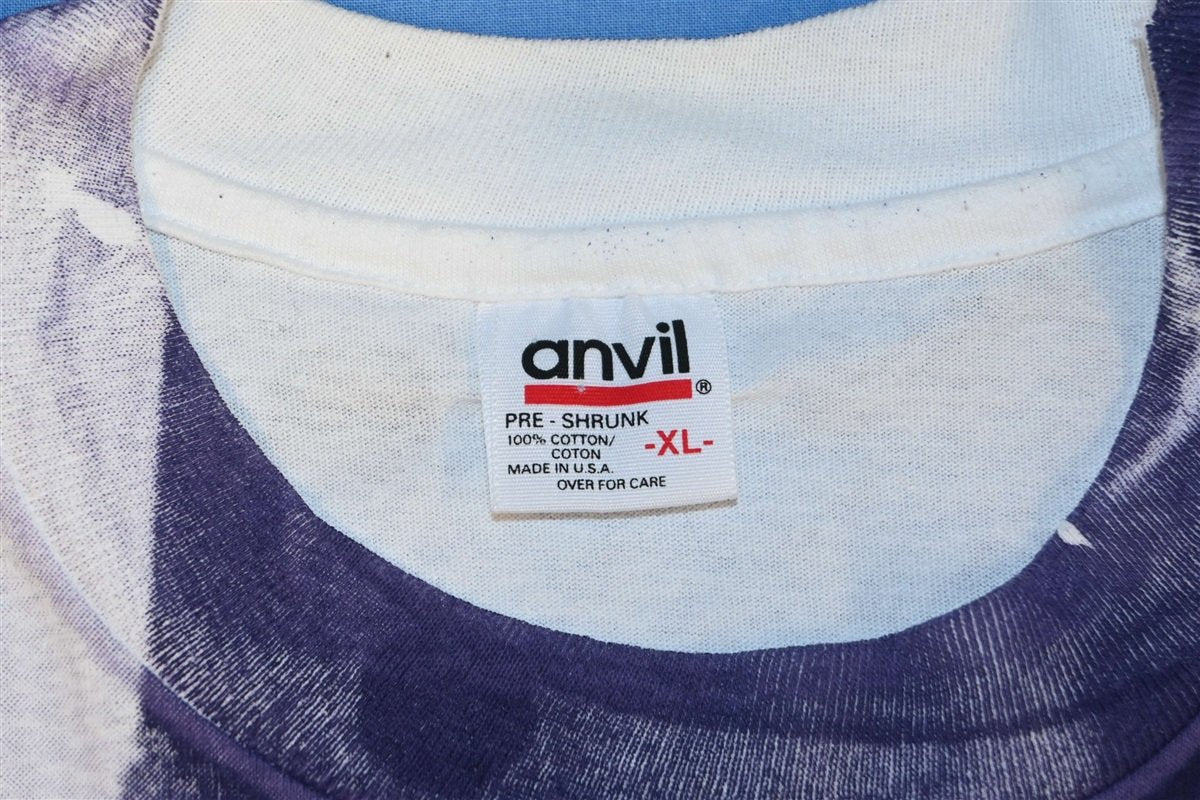 anvil®
PRE - SHRUNK
100% COTTON/
COTON
-XL-
MADE IN U.S.A.
OVER FOR CARE